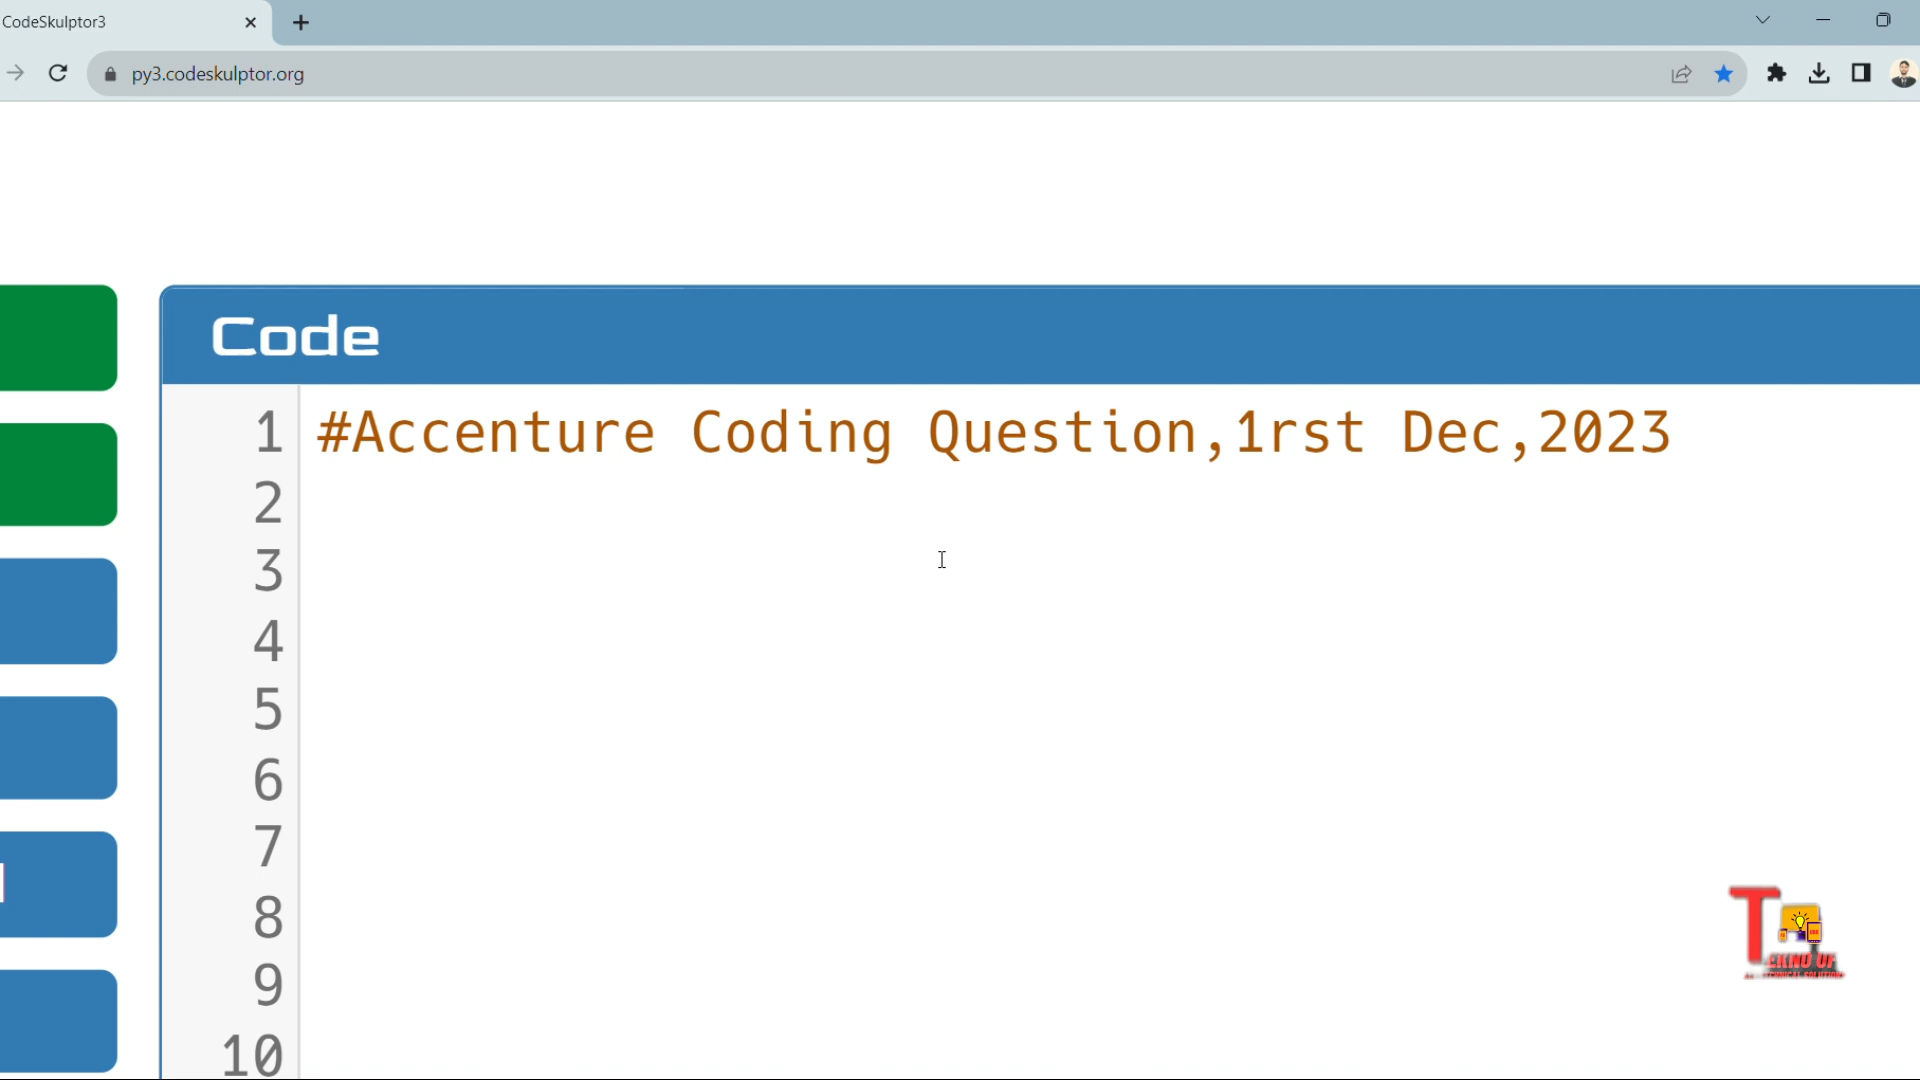 CodeSkulptor3
py3.codeskulptor.org
Code
1 #Accenture Coding Question,1rst Dec,2023
2
3
4
5
6
7
8
9
10